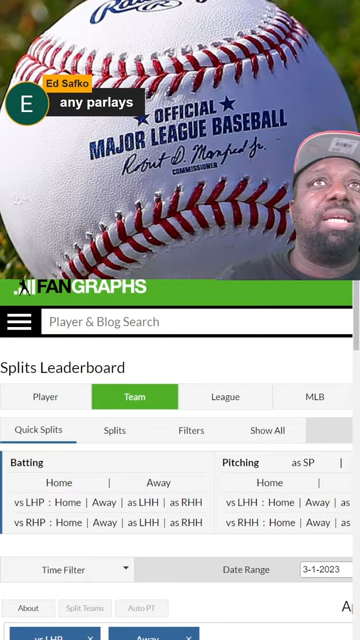 Rawlings
Ed Safko
E
any parlays
★ OFFICIAL ★
MAJOR LEAGUE BASEBALL
Robert D. Manfred Jr.
COMMISSIONER
FANGRAPHS
Player & Blog Search
Splits Leaderboard
Player Team League MLB
Quick Splits Splits Filters Show All
Batting Pitching as SP |
Home | Away Home |
vs LHP : Home | Away | as LHH | as RHH vs LHH : Home | Away |
vs RHP : Home | Away | as LHH | as RHH vs RHH : Home | Away |
Time Filter Date Range 3-1-2023
About Split Teams Auto PT
vs LHP × Away ×